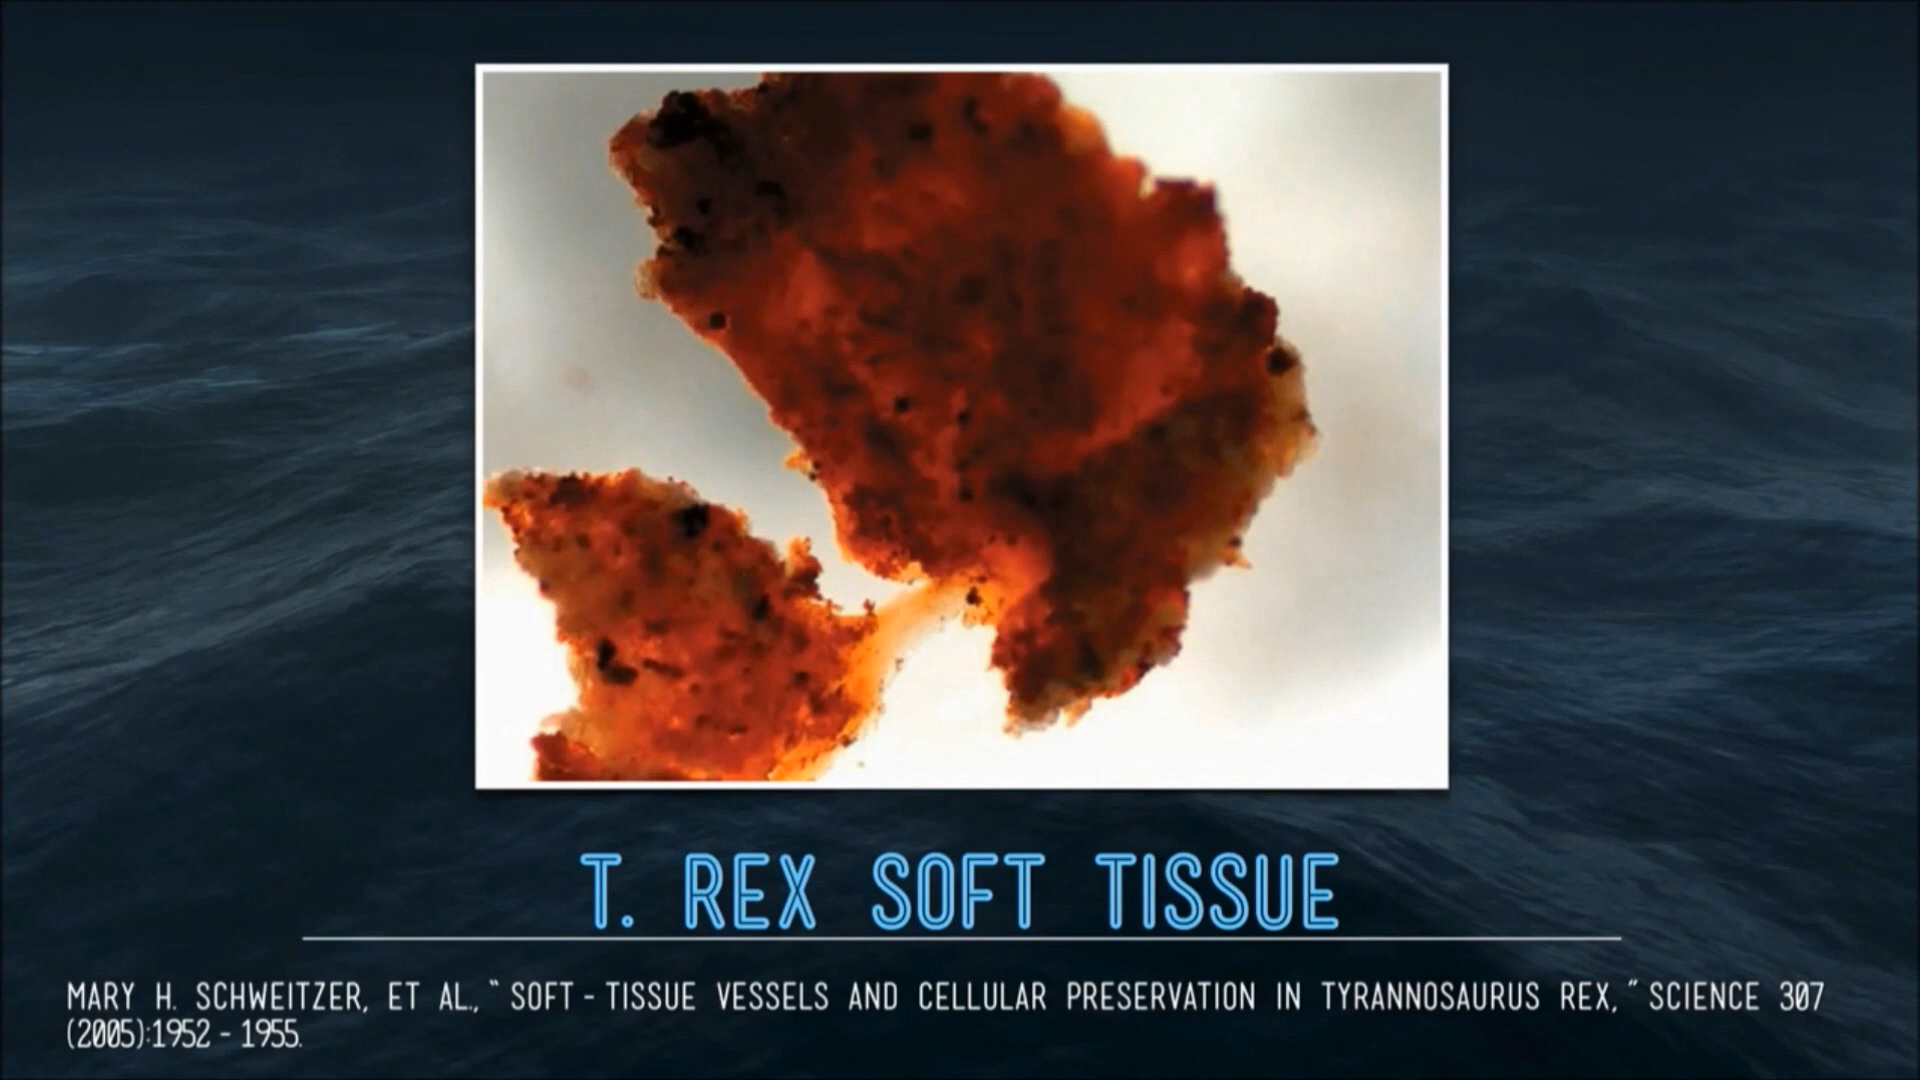 T. REX SOFT TISSUE
MARY H. SCHWEITZER, ET AL., "SOFT-TISSUE VESSELS AND CELLULAR PRESERVATION IN TYRANNOSAURUS REX," SCIENCE 307
(2005):1952 - 1955.